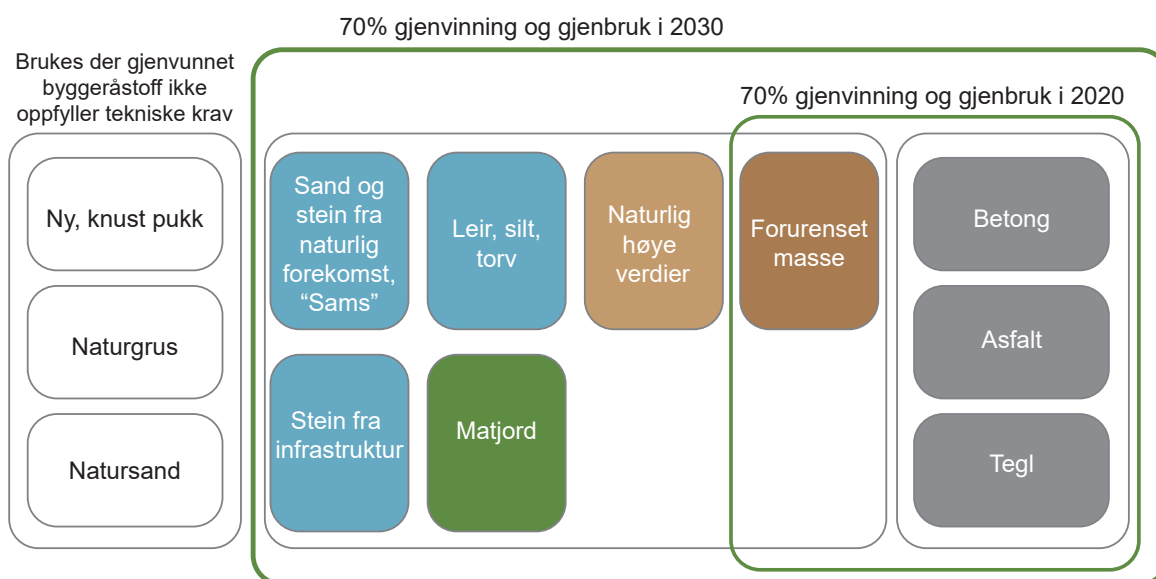 70% gjenvinning og gjenbruk i 2030
Brukes der gjenvunnet
byggeråstoff ikke
oppfyller tekniske krav
70% gjenvinning og gjenbruk i 2020
Ny, knust pukk
Naturgrus
Natursand
Sand og
stein fra
naturlig
forekomst,
“Sams”
Leir, silt,
torv
Naturlig
høye
verdier
Forurenset
masse
Stein fra
infrastruktur
Matjord
Betong
Asfalt
Tegl